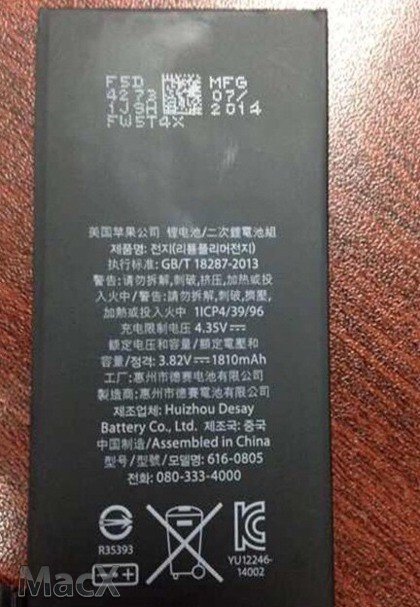 F5D
4273
1JSH
FW5T4X
MFG
07/
2014
美国苹果公司 锂电池/二次鋰電池組
제품명: 전지(리튬폴리머전지)
执行标准: GB/T 18287-2013
警告:请勿拆解,刺破,挤压,加热或投
入火中/警告:請勿拆解,刺破,擠壓,
加熱或投入火中 1ICP4/39/96
充电限制电压: 4.35V
额定电压和容量/額定電壓和
容量/정격: 3.82V 1810mAh
工厂:惠州市德赛电池有限公司
製造商:惠州市德賽電池有限公司
제조업체: Huizhou Desay
Battery Co., Ltd. 제조국: 중국
中国制造/Assembled in China
型号/型號/모델명: 616-0805
전화: 080-333-4000
R35393
YU12246-
14002
MacX